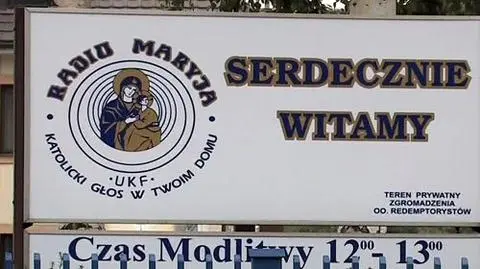 RADIO MARYJA
· UKF ·
KATOLICKI GŁOS W TWOIM DOMU
SERDECZNIE
WITAMY
TEREN PRYWATNY
ZGROMADZENIA
OO. REDEMPTORYSTÓW
Czas Modlitwy 12⁰⁰ - 13⁰⁰